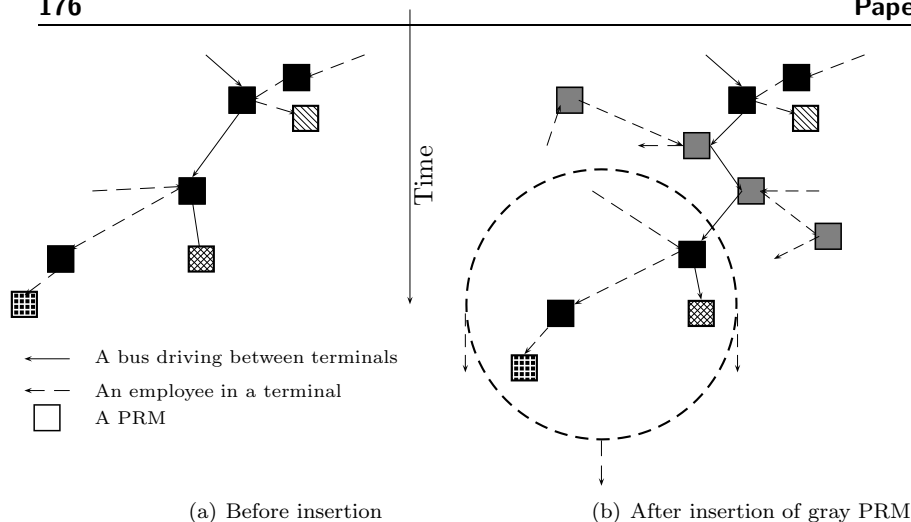 176
Pape
Time
A bus driving between terminals
An employee in a terminal
A PRM
(a) Before insertion
(b) After insertion of gray PRM